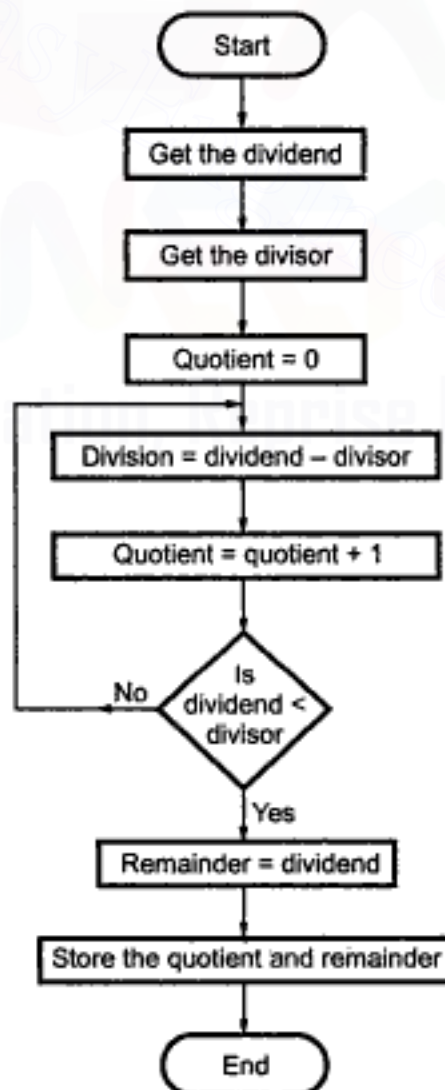 Start
Get the dividend
Get the divisor
Quotient = 0
Division = dividend – divisor
Quotient = quotient + 1
Is
dividend <
divisor
No
Yes
Remainder = dividend
Store the quotient and remainder
End